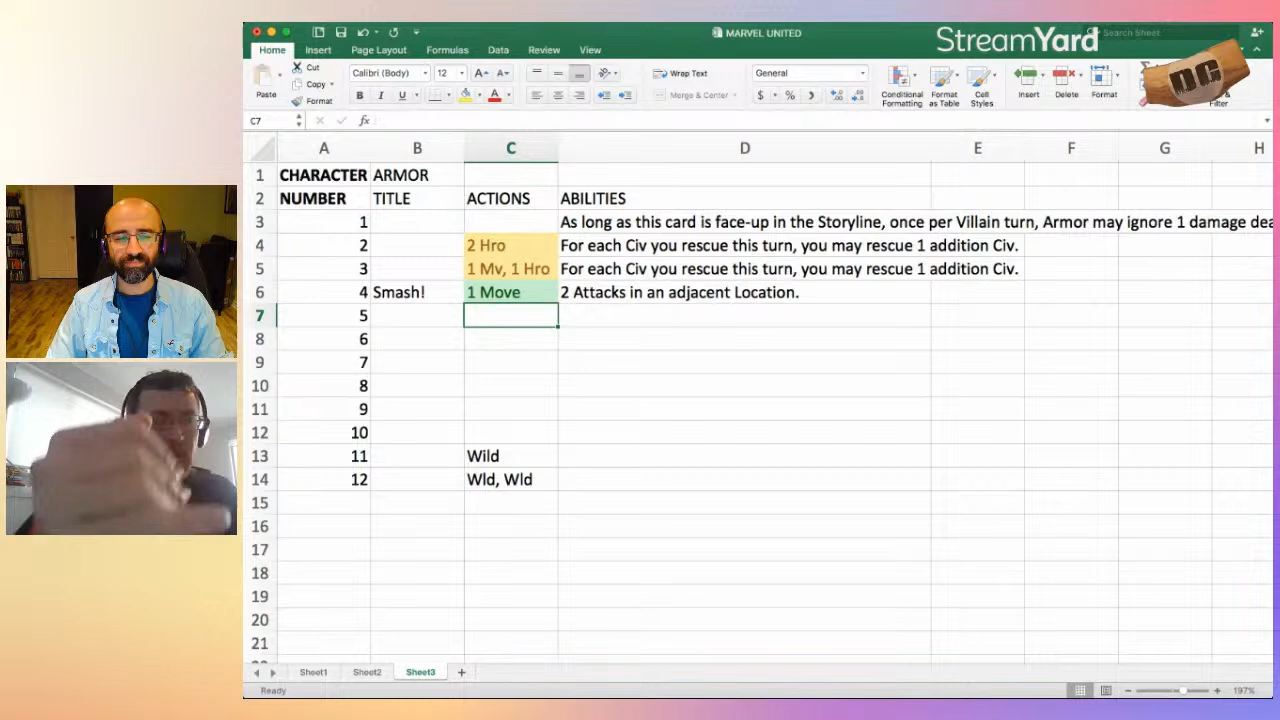 MARVEL UNITED
Search Sheet
StreamYard
DG
Home Insert Page Layout Formulas Data Review View
Cut
Copy
Format
Paste
Calibri (Body) 12
B I U
Wrap Text
Merge & Center
General
$ %
Conditional Formatting
Format as Table
Cell Styles
Insert
Delete
Format
Filter
C7 fx
A B C D E F G H
1 CHARACTER ARMOR
2 NUMBER TITLE ACTIONS ABILITIES
3 1 As long as this card is face-up in the Storyline, once per Villain turn, Armor may ignore 1 damage dea
4 2 2 Hro For each Civ you rescue this turn, you may rescue 1 addition Civ.
5 3 1 Mv, 1 Hro For each Civ you rescue this turn, you may rescue 1 addition Civ.
6 4 Smash! 1 Move 2 Attacks in an adjacent Location.
7 5
8 6
9 7
10 8
11 9
12 10
13 11 Wild
14 12 Wld, Wld
15
16
17
18
19
20
21
Sheet1 Sheet2 Sheet3 +
Ready
197%